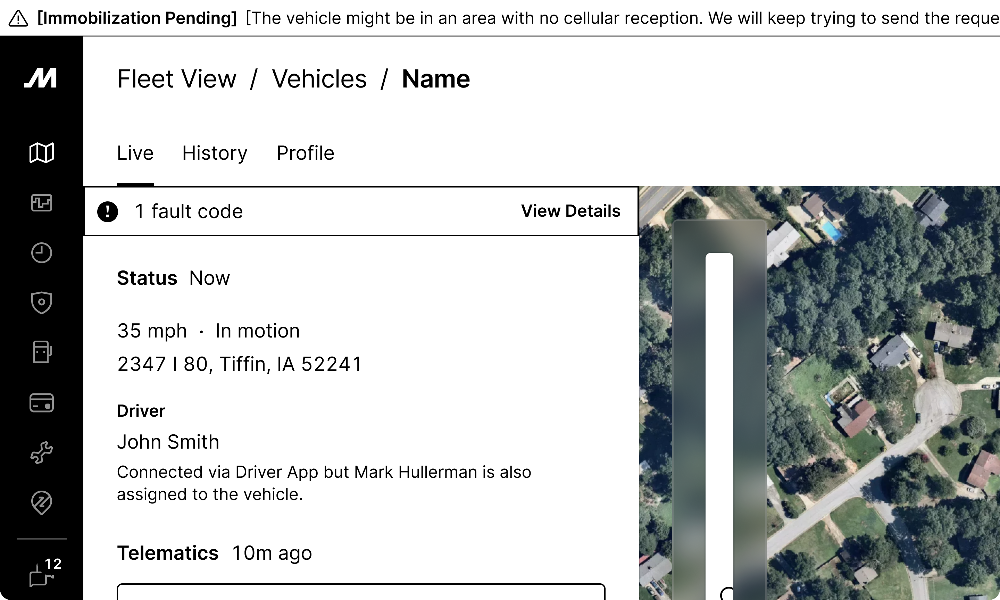 [Immobilization Pending] [The vehicle might be in an area with no cellular reception. We will keep trying to send the reque
Fleet View / Vehicles / Name
Live History Profile
1 fault code View Details
Status Now
35 mph · In motion
2347 I 80, Tiffin, IA 52241
Driver
John Smith
Connected via Driver App but Mark Hullerman is also
assigned to the vehicle.
Telematics 10m ago
12